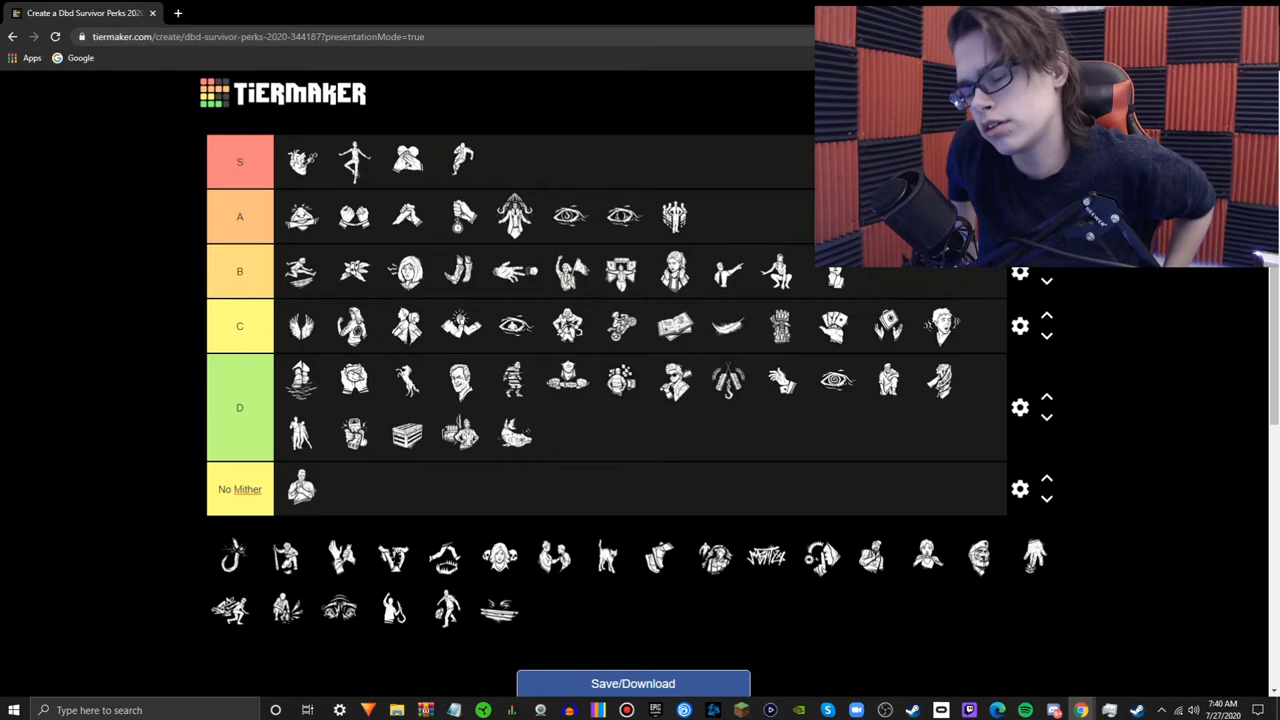 Create a Dbd Survivor Perks 202
tiermaker.com/create/dbd-survivor-perks-2020-344187?presentationMode=true
Apps
Google
TiERMAKER
S
A
B
C
D
No Mither
Save/Download
Type here to search
7:40 AM
7/27/2020